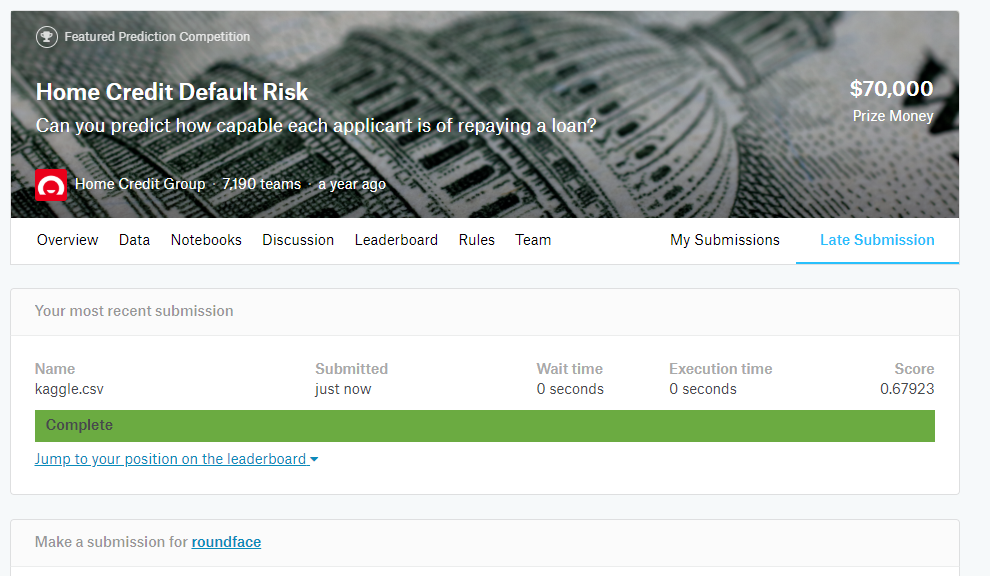 Featured Prediction Competition
Home Credit Default Risk
Can you predict how capable each applicant is of repaying a loan?
$70,000
Prize Money
Home Credit Group · 7,190 teams · a year ago
Overview Data Notebooks Discussion Leaderboard Rules Team My Submissions Late Submission
Your most recent submission
Name Submitted Wait time Execution time Score
kaggle.csv just now 0 seconds 0 seconds 0.67923
Complete
Jump to your position on the leaderboard
Make a submission for roundface